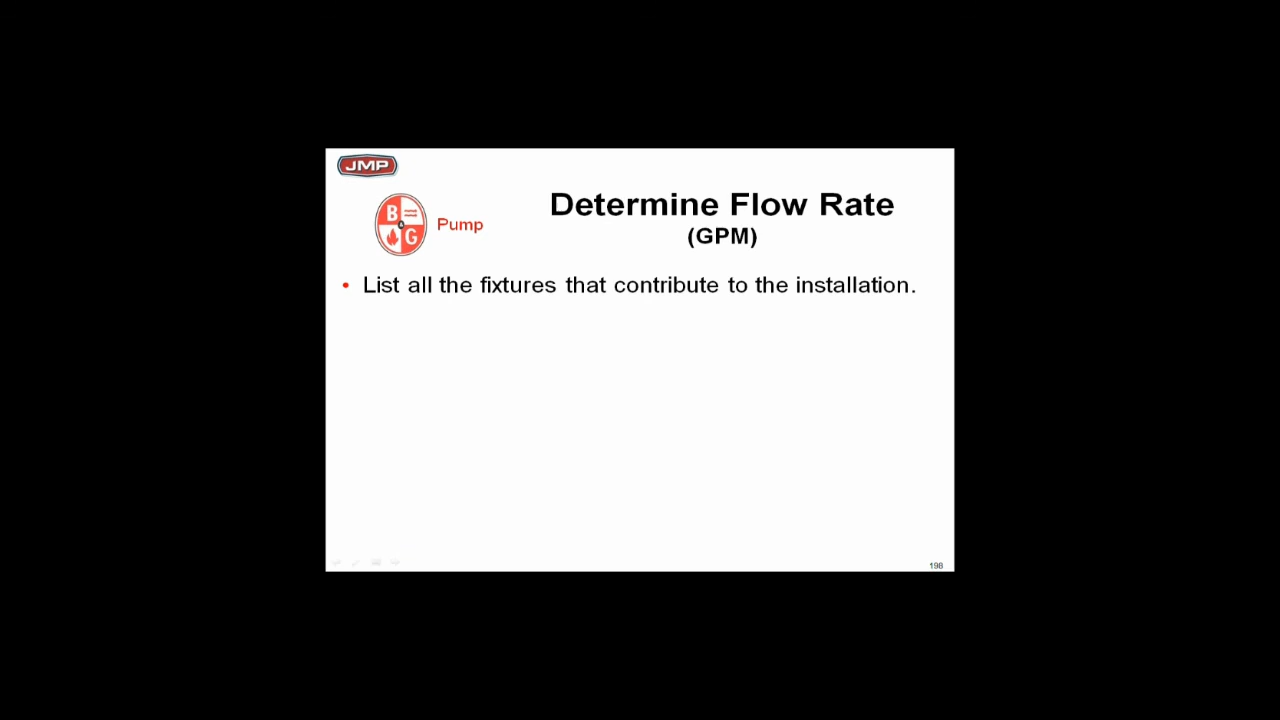 JMP
B
G
Pump
Determine Flow Rate
(GPM)
• List all the fixtures that contribute to the installation.
198